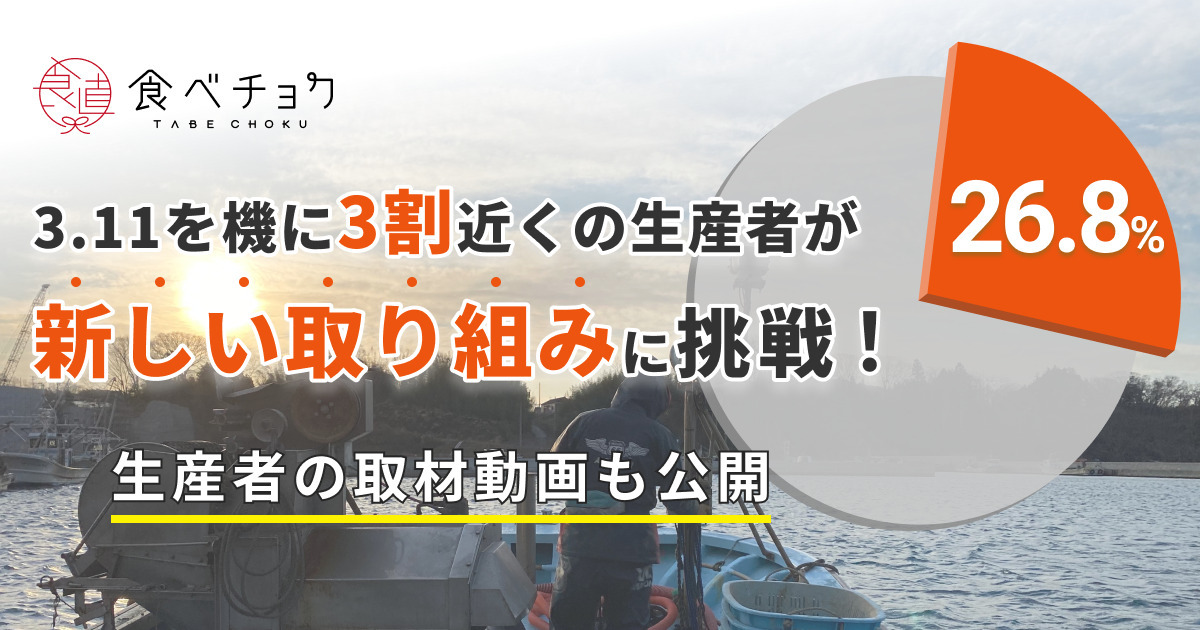 食直
食べチョク
TABE CHOKU
3.11を機に3割近くの生産者が
新しい取り組みに挑戦！
26.8%
生産者の取材動画も公開